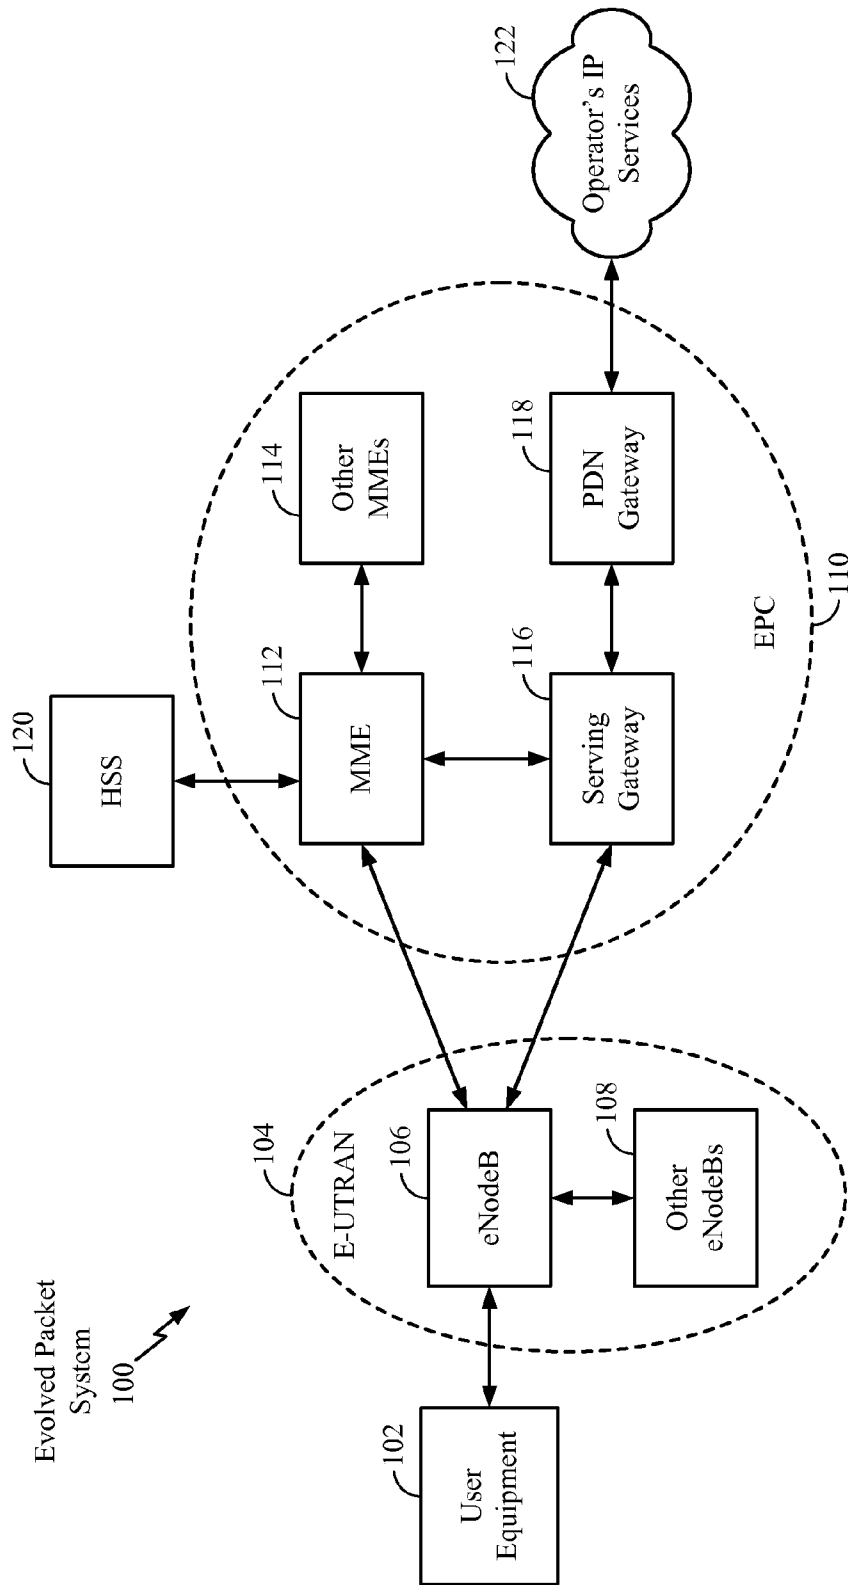 Evolved Packet
System
100
102
User
Equipment
104
E-UTRAN
106
eNodeB
108
Other
eNodeBs
120
HSS
112
MME
114
Other
MMEs
116
Serving
Gateway
118
PDN
Gateway
EPC
110
122
Operator's IP
Services